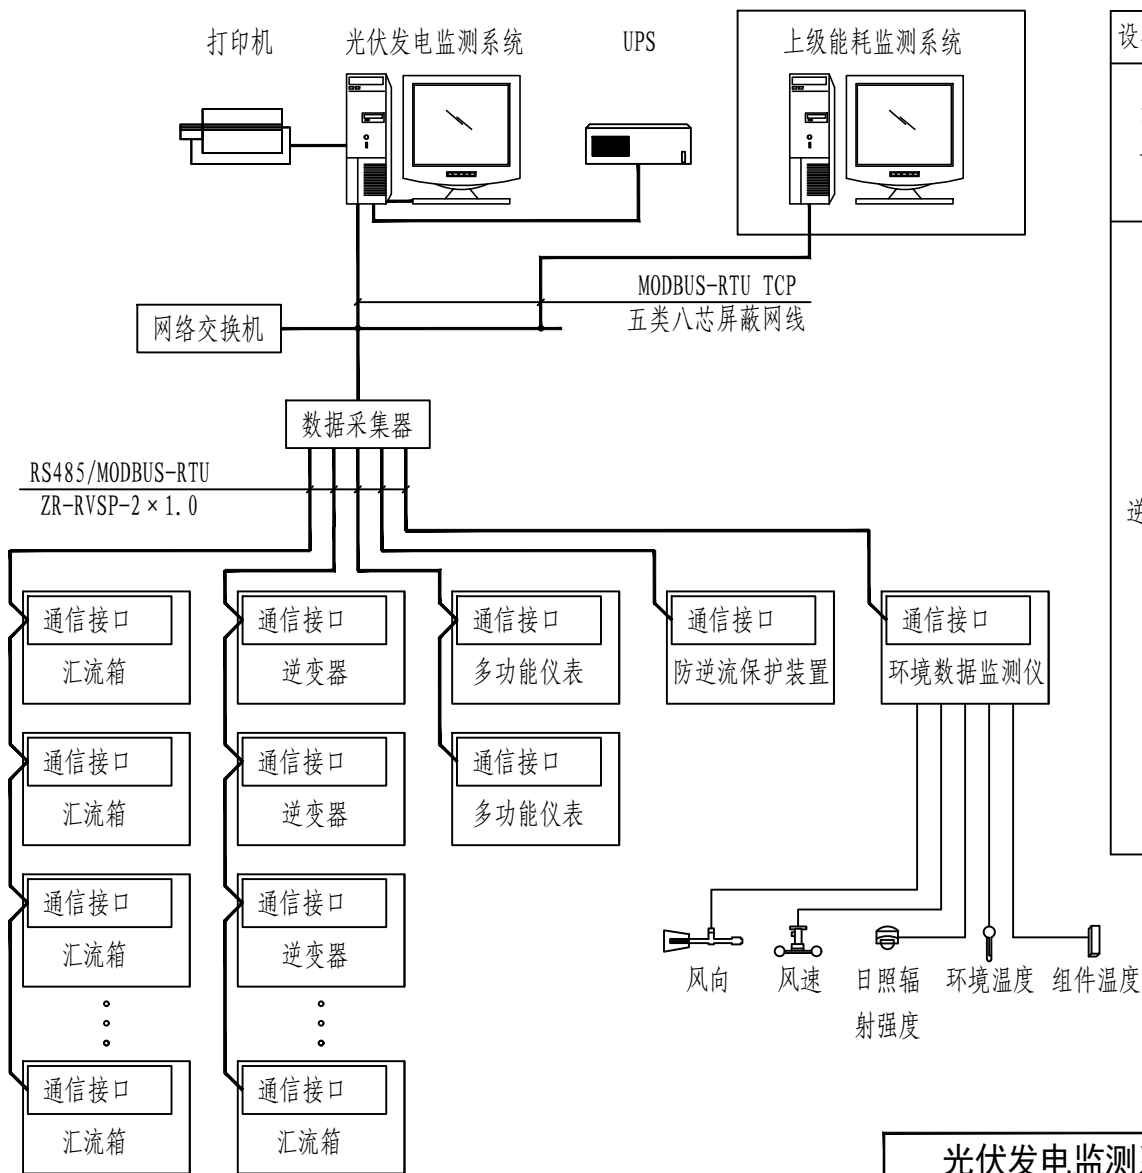 打印机
光伏发电监测系统
UPS
上级能耗监测系统
MODBUS-RTU TCP
五类八芯屏蔽网线
网络交换机
数据采集器
RS485/MODBUS-RTU
ZR-RVSP-2×1.0
通信接口
汇流箱
通信接口
逆变器
通信接口
多功能仪表
通信接口
防逆流保护装置
通信接口
环境数据监测仪
通信接口
汇流箱
通信接口
逆变器
通信接口
多功能仪表
通信接口
汇流箱
通信接口
逆变器
风向
风速
日照辐
射强度
环境温度
组件温度
通信接口
汇流箱
通信接口
汇流箱
设
逆
光伏发电监测